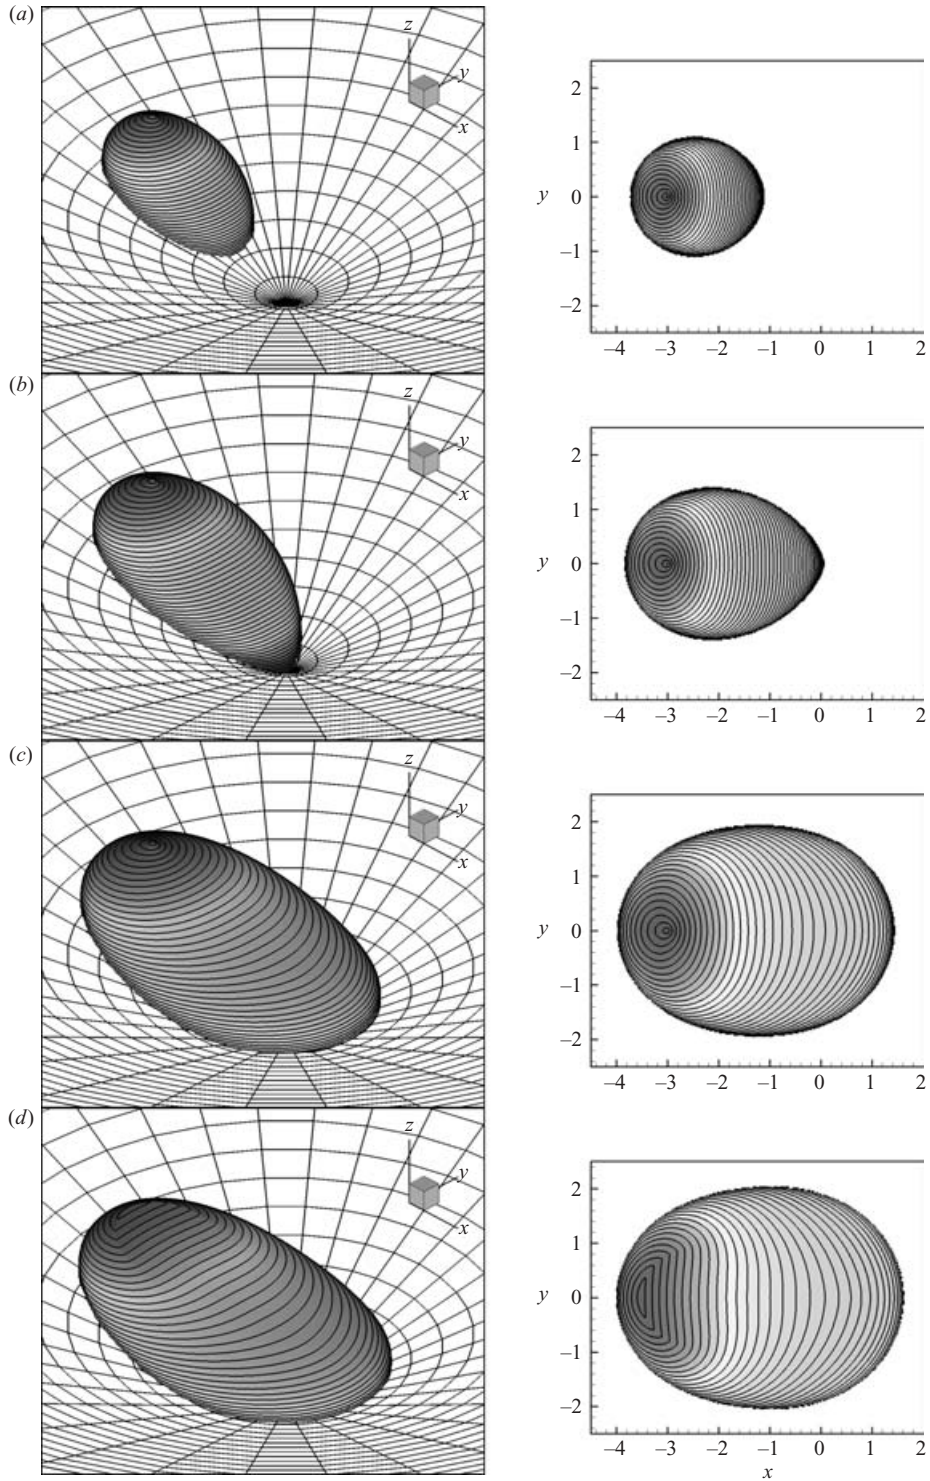 (a)
z
y
x
2
1
y 0
–1
–2
–4 –3 –2 –1 0 1 2
(b)
z
y
x
2
1
y 0
–1
–2
–4 –3 –2 –1 0 1 2
(c)
z
y
x
2
1
y 0
–1
–2
–4 –3 –2 –1 0 1 2
(d)
z
y
x
2
1
y 0
–1
–2
–4 –3 –2 –1 0 1 2
x